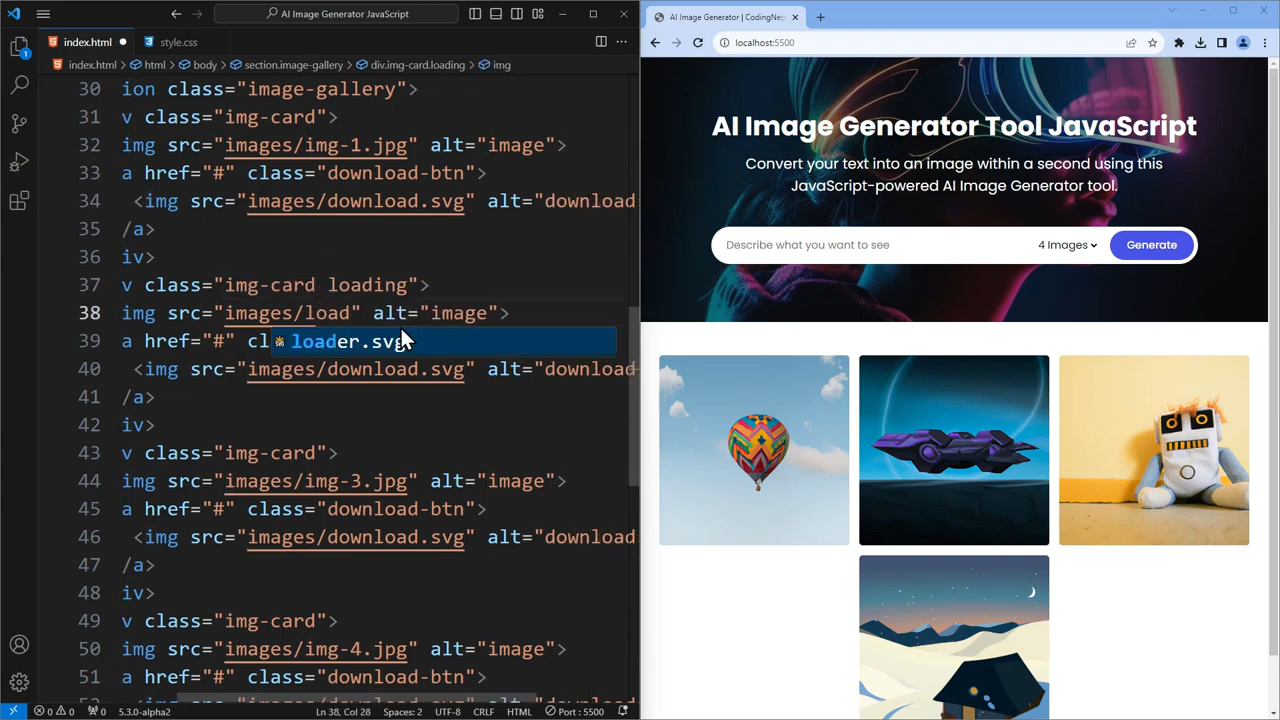 AI Image Generator JavaScript
index.html
style.css
index.html > html > body > section.image-gallery > div.img-card.loading > img
30 ion class="image-gallery">
31 v class="img-card">
32 img src="images/img-1.jpg" alt="image">
33 a href="#" class="download-btn">
34 <img src="images/download.svg" alt="download
35 /a>
36 iv>
37 v class="img-card loading">
38 img src="images/load" alt="image">
39 a href="#" cl
loader.svg
40 <img src="images/download.svg" alt="download
41 /a>
42 iv>
43 v class="img-card">
44 img src="images/img-3.jpg" alt="image">
45 a href="#" class="download-btn">
46 <img src="images/download.svg" alt="download
47 /a>
48 iv>
49 v class="img-card">
50 img src="images/img-4.jpg" alt="image">
51 a href="#" class="download-btn">
1
0 0 0 5.3.0-alpha2 Ln 38, Col 28 Spaces: 2 UTF-8 CRLF HTML Port : 5500
AI Image Generator | CodingNep
localhost:5500
AI Image Generator Tool JavaScript
Convert your text into an image within a second using this
JavaScript-powered AI Image Generator tool.
Describe what you want to see
4 Images
Generate